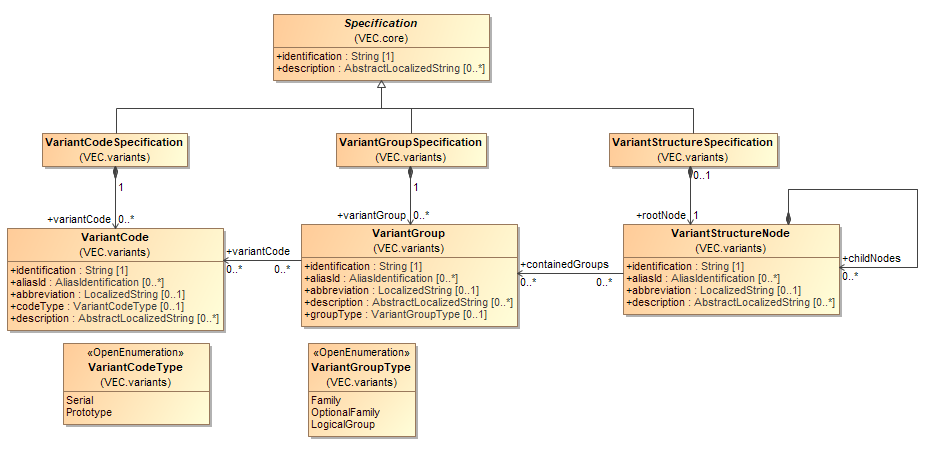 Specification
(VEC.core)
+identification : String [1]
+description : AbstractLocalizedString [0..*]
VariantCodeSpecification
(VEC.variants)
VariantGroupSpecification
(VEC.variants)
VariantStructureSpecification
(VEC.variants)
1
1
0..1
+variantCode
0..*
+variantGroup
0..*
+rootNode
1
VariantCode
(VEC.variants)
+identification : String [1]
+aliasId : AliasIdentification [0..*]
+abbreviation : LocalizedString [0..1]
+codeType : VariantCodeType [0..1]
+description : AbstractLocalizedString [0..*]
+variantCode
0..*
0..*
VariantGroup
(VEC.variants)
+identification : String [1]
+aliasId : AliasIdentification [0..*]
+abbreviation : LocalizedString [0..1]
+description : AbstractLocalizedString [0..*]
+groupType : VariantGroupType [0..1]
+containedGroups
0..*
0..*
VariantStructureNode
(VEC.variants)
+identification : String [1]
+aliasId : AliasIdentification [0..*]
+abbreviation : LocalizedString [0..1]
+description : AbstractLocalizedString [0..*]
+childNodes
0..*
«OpenEnumeration»
VariantCodeType
(VEC.variants)
Serial
Prototype
«OpenEnumeration»
VariantGroupType
(VEC.variants)
Family
OptionalFamily
LogicalGroup